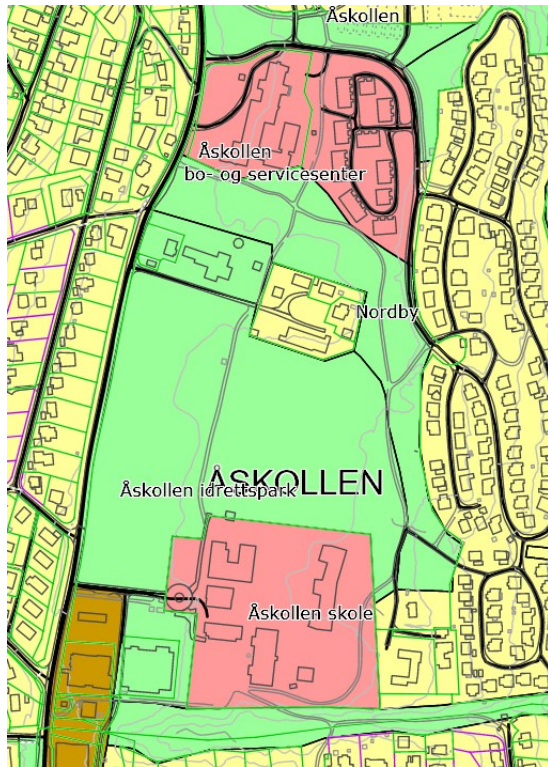 Åskollen
Åskollen
bo- og servicesenter
Nordby
ÅSKOLLEN
Åskollen idrettspark
Åskollen skole